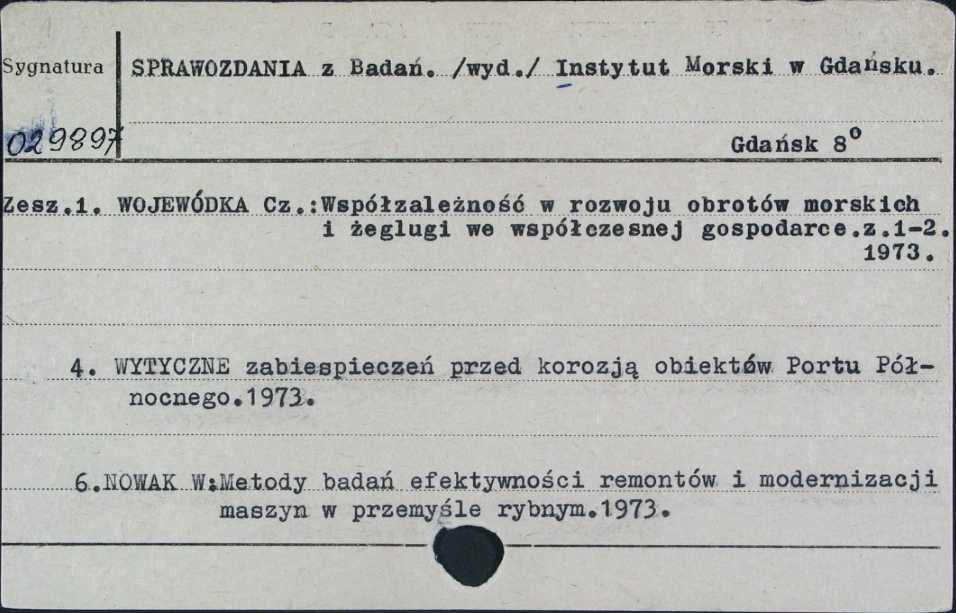 Sygnatura SPRAWOZDANIA z Badań. /wyd./ Instytut Morski w Gdańsku.
029897 Gdańsk 8°
Zesz.1. WOJEWÓDKA Cz.:Współzależność w rozwoju obrotów morskich
i żeglugi we współczesnej gospodarce.z.1-2.
1973.
4. WYTYCZNE zabiespieczeń przed korozją obiektów Portu Pół-
nocnego.1973.
6.NOWAK W:Metody badań efektywności remontów i modernizacji
maszyn w przemyśle rybnym.1973.